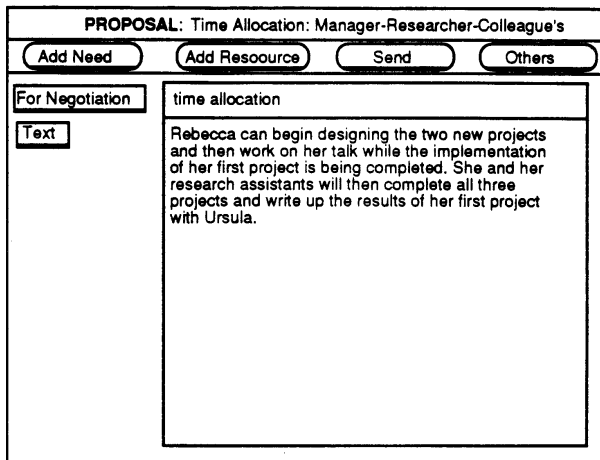 PROPOSAL: Time Allocation: Manager-Researcher-Colleague's
Add Need Add Resoource Send Others
For Negotiation time allocation
Text
Rebecca can begin designing the two new projects
and then work on her talk while the implementation
of her first project is being completed. She and her
research assistants will then complete all three
projects and write up the results of her first project
with Ursula.